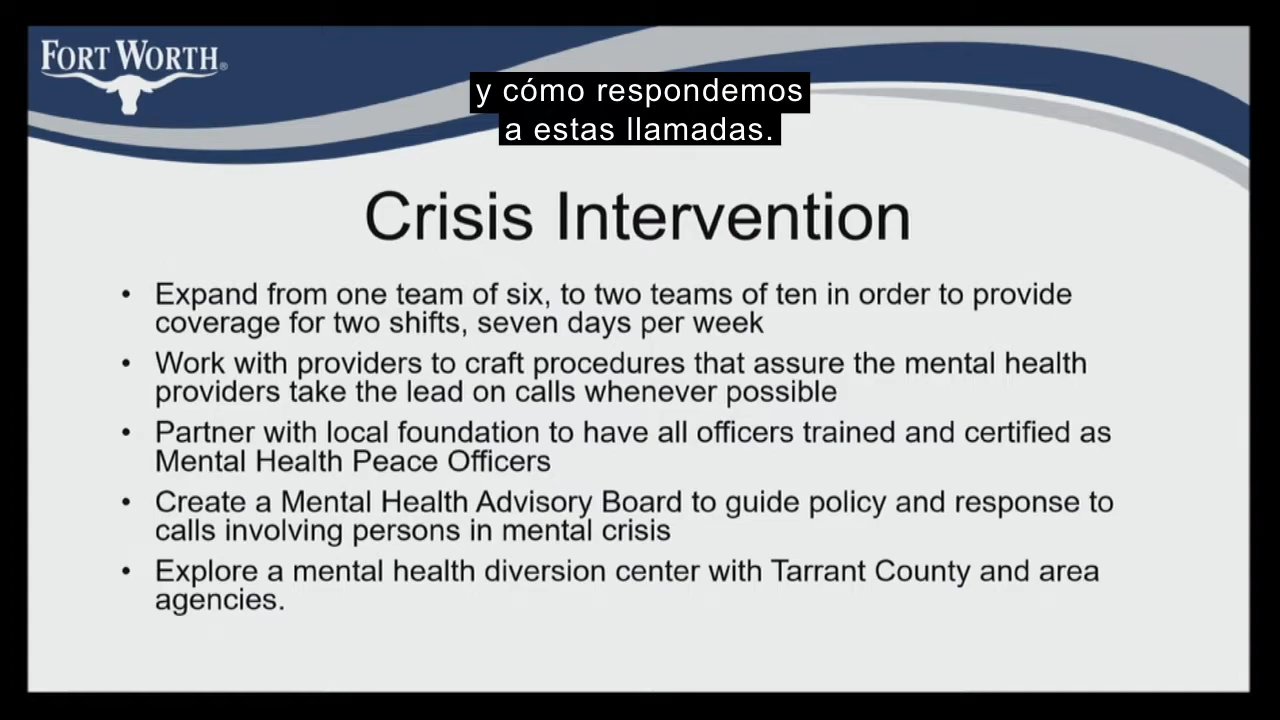 FORT WORTH®
y cómo respondemos
a estas llamadas.
Crisis Intervention
• Expand from one team of six, to two teams of ten in order to provide
coverage for two shifts, seven days per week
• Work with providers to craft procedures that assure the mental health
providers take the lead on calls whenever possible
• Partner with local foundation to have all officers trained and certified as
Mental Health Peace Officers
• Create a Mental Health Advisory Board to guide policy and response to
calls involving persons in mental crisis
• Explore a mental health diversion center with Tarrant County and area
agencies.